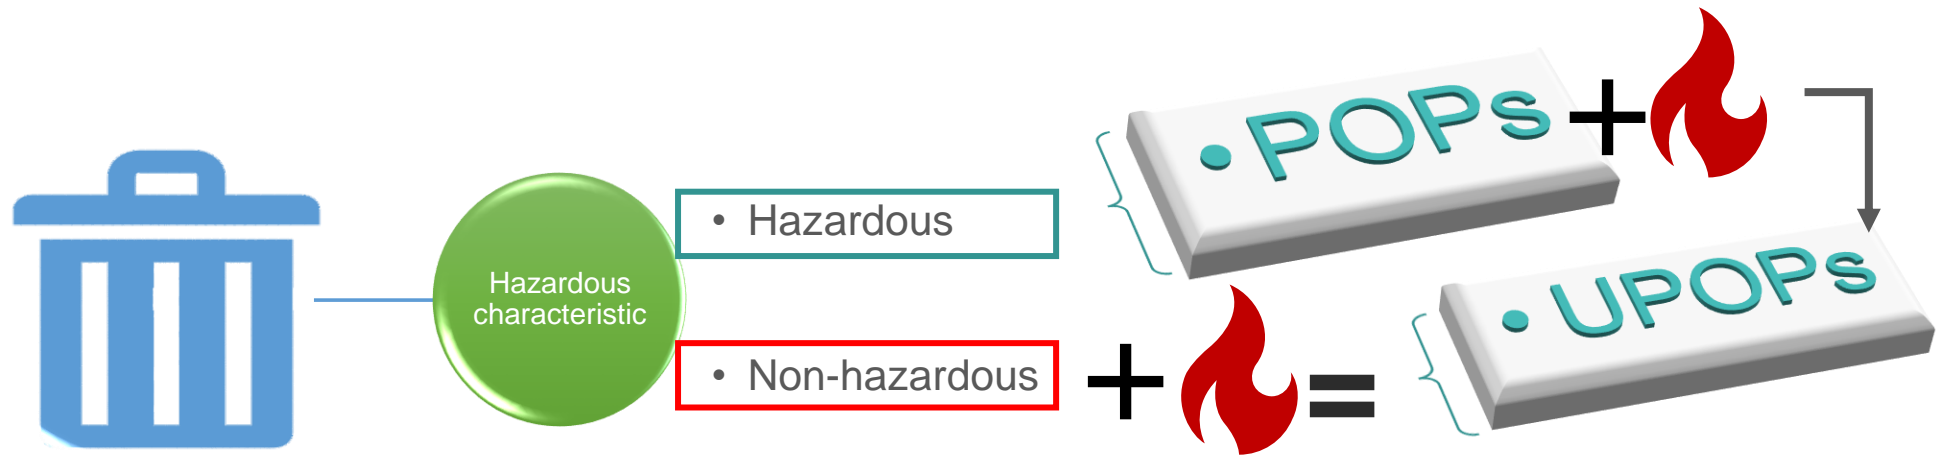 Hazardous
characteristic
• Hazardous
• Non-hazardous
• POPs
+
+
=
• UPOPs